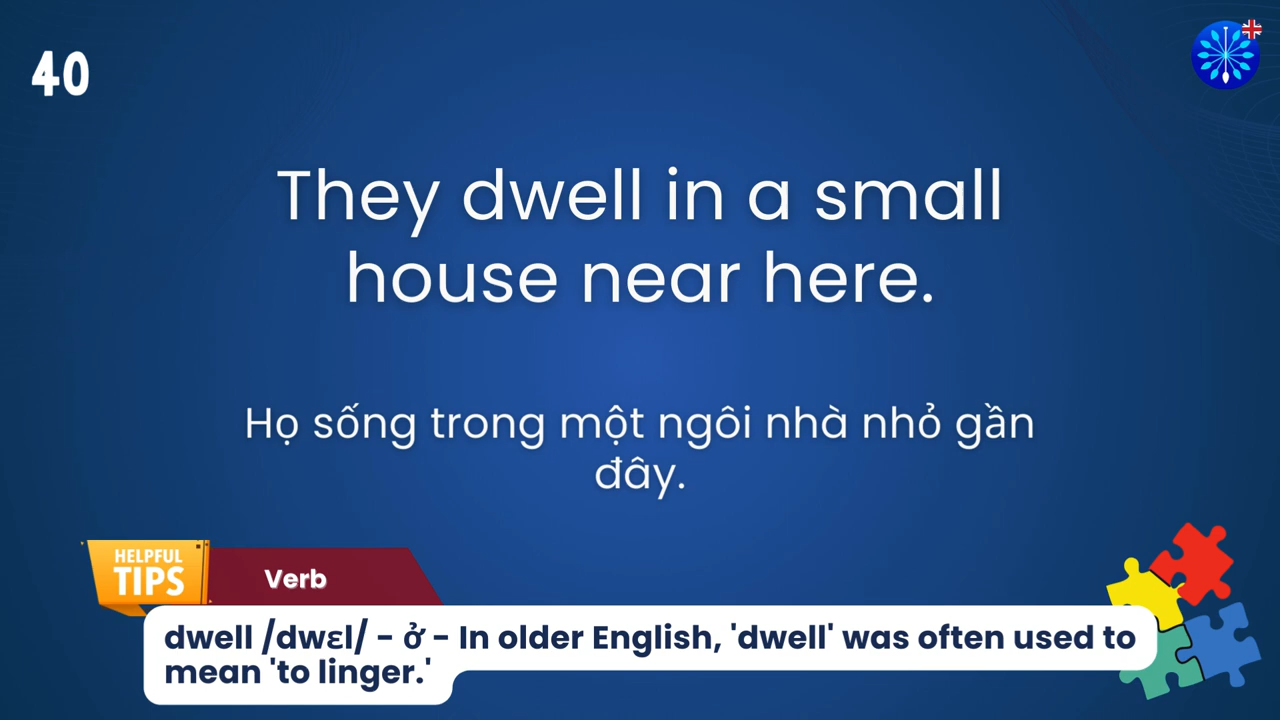 40
They dwell in a small
house near here.
Họ sống trong một ngôi nhà nhỏ gần
đây.
HELPFUL
TIPS
Verb
dwell /dwɛl/ - ở - In older English, 'dwell' was often used to
mean 'to linger.'